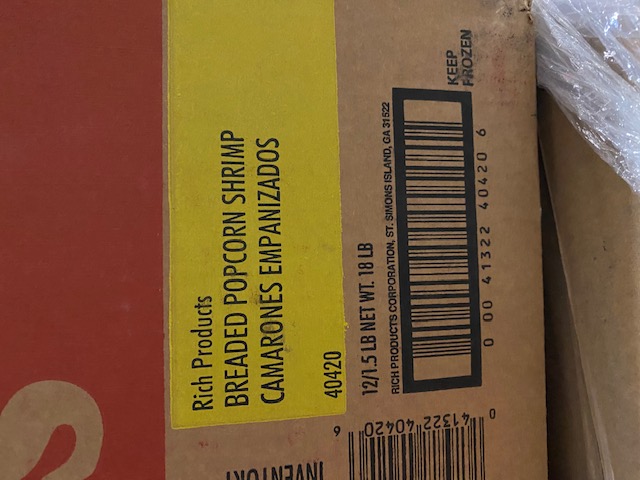 Rich Products
BREADED POPCORN SHRIMP
CAMARONES EMPANIZADOS
40420
12/1.5 LB NET WT. 18 LB
RICH PRODUCTS CORPORATION, ST. SIMONS ISLAND, GA 31522
KEEP
FROZEN
0 00 41322 40420 6
0 41322 40420 6
INVENTORY